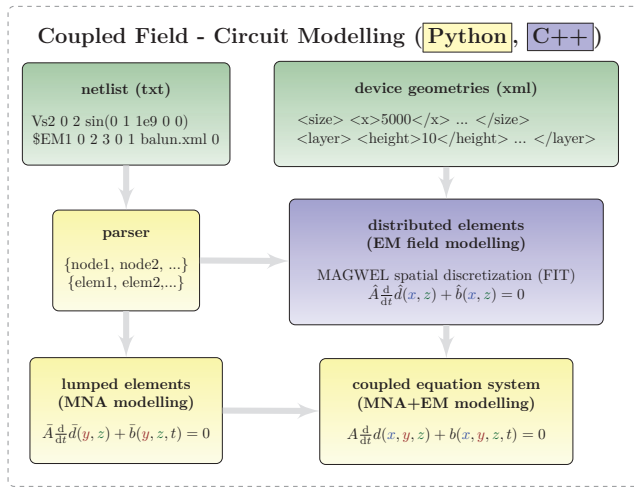 Coupled Field - Circuit Modelling (Python, C++)
netlist (txt)
Vs2 0 2 sin(0 1 1e9 0 0)
$EM1 0 2 3 0 1 balun.xml 0
device geometries (xml)
<size> <x>5000</x> ... </size>
<layer> <height>10</height> ... </layer>
parser
{node1, node2, ...}
{elem1, elem2,...}
distributed elements
(EM field modelling)
MAGWEL spatial discretization (FIT)
Â d/dt d̂(x, z) + b̂(x, z) = 0
lumped elements
(MNA modelling)
Ā d/dt d̄(y, z) + b̄(y, z, t) = 0
coupled equation system
(MNA+EM modelling)
A d/dt d(x, y, z) + b(x, y, z, t) = 0